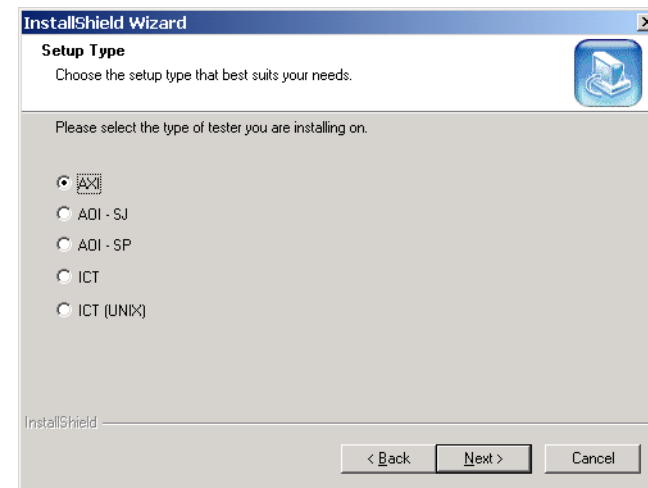 InstallShield Wizard
Setup Type
Choose the setup type that best suits your needs.
Please select the type of tester you are installing on.
AXI
AOI - SJ
AOI - SP
ICT
ICT (UNIX)
InstallShield
< Back Next > Cancel